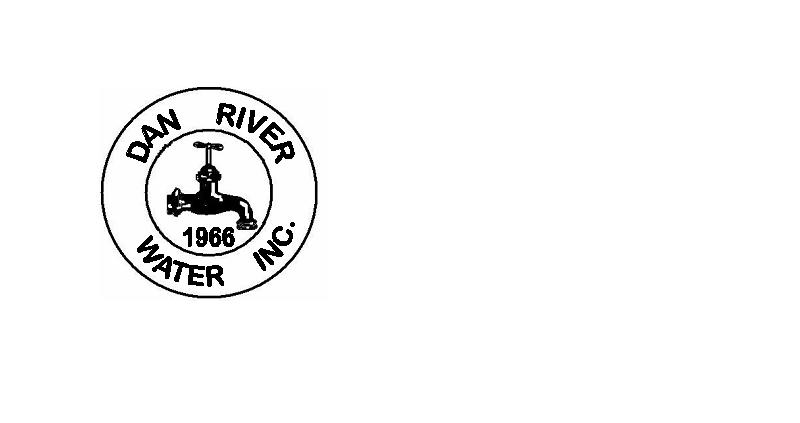 DAN RIVER
1966
WATER INC.